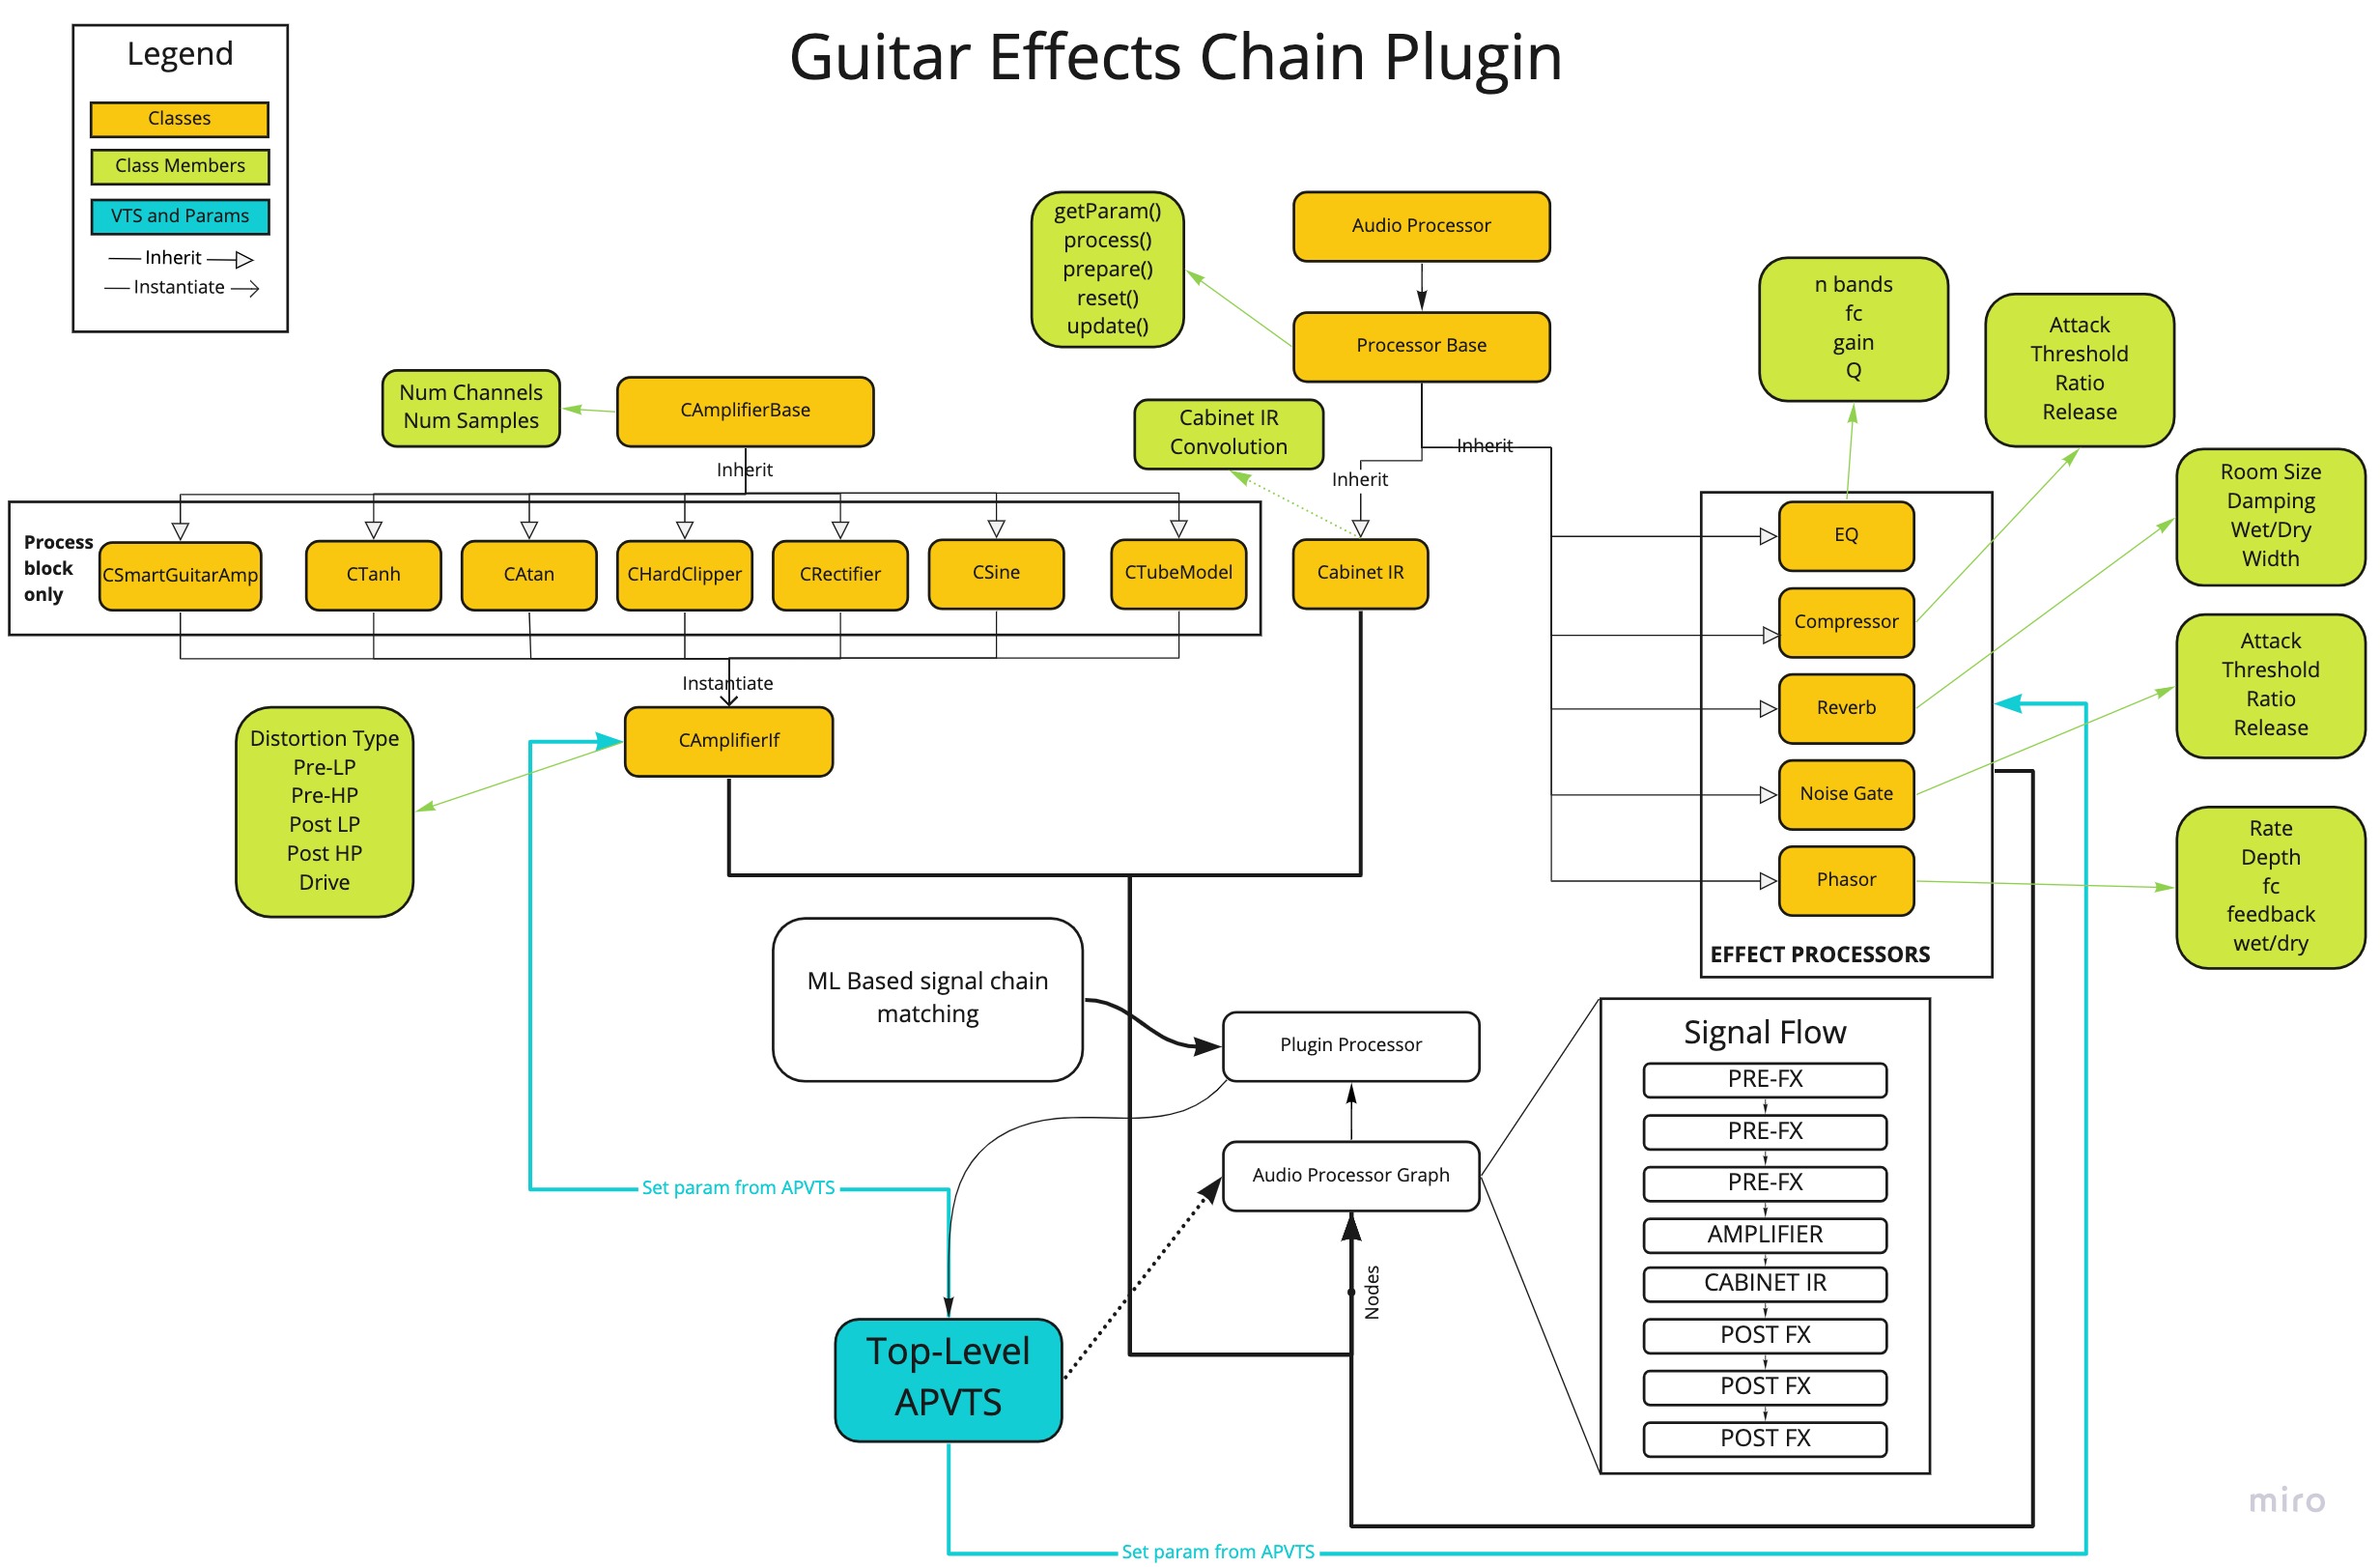 Guitar Effects Chain Plugin
Legend
Classes
Class Members
VTS and Params
Inherit
Instantiate
getParam()
process()
prepare()
reset()
update()
Audio Processor
Processor Base
n bands
fc
gain
Q
Attack
Threshold
Ratio
Release
Num Channels
Num Samples
CAmplifierBase
Inherit
Cabinet IR
Convolution
Inherit
Inherit
Process
block
only
CSmartGuitarAmp
CTanh
CAtan
CHardClipper
CRectifier
CSine
CTubeModel
Cabinet IR
EQ
Compressor
Reverb
Noise Gate
Phasor
EFFECT PROCESSORS
Room Size
Damping
Wet/Dry
Width
Attack
Threshold
Ratio
Release
Rate
Depth
fc
feedback
wet/dry
Instantiate
CAmplifierIf
Distortion Type
Pre-LP
Pre-HP
Post LP
Post HP
Drive
ML Based signal chain
matching
Plugin Processor
Audio Processor Graph
Nodes
Set param from APVTS
Top-Level
APVTS
Signal Flow
PRE-FX
PRE-FX
PRE-FX
AMPLIFIER
CABINET IR
POST FX
POST FX
POST FX
Set param from APVTS
miro